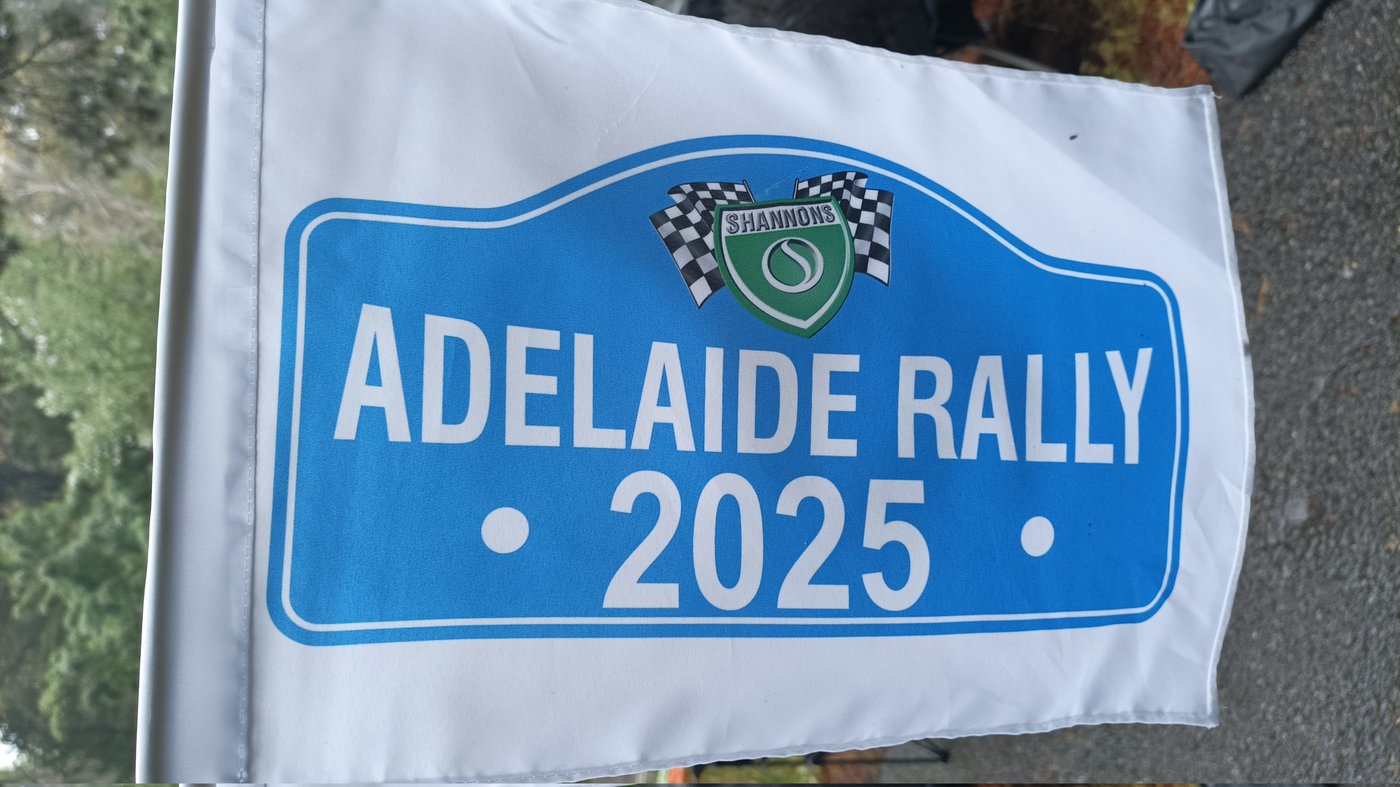 SHANNONS
ADELAIDE RALLY
• 2025 •